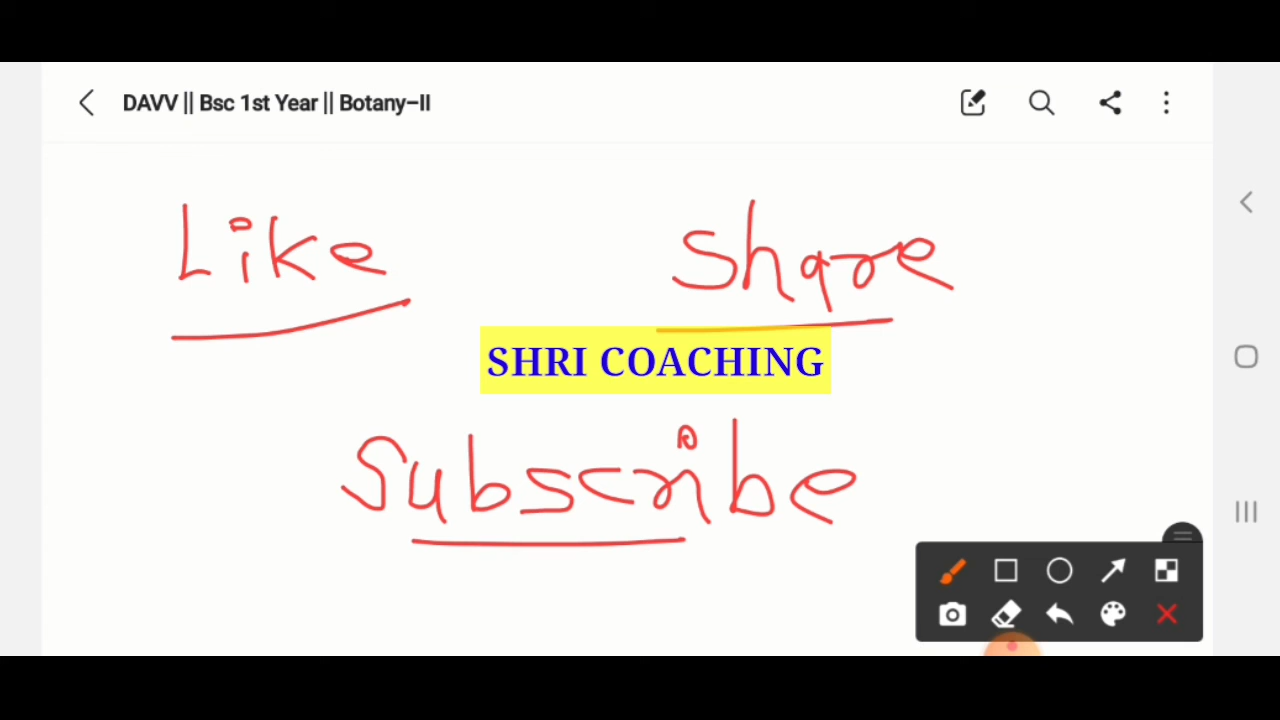 DAVV || Bsc 1st Year || Botany-II
Like Share
SHRI COACHING
Subscribe